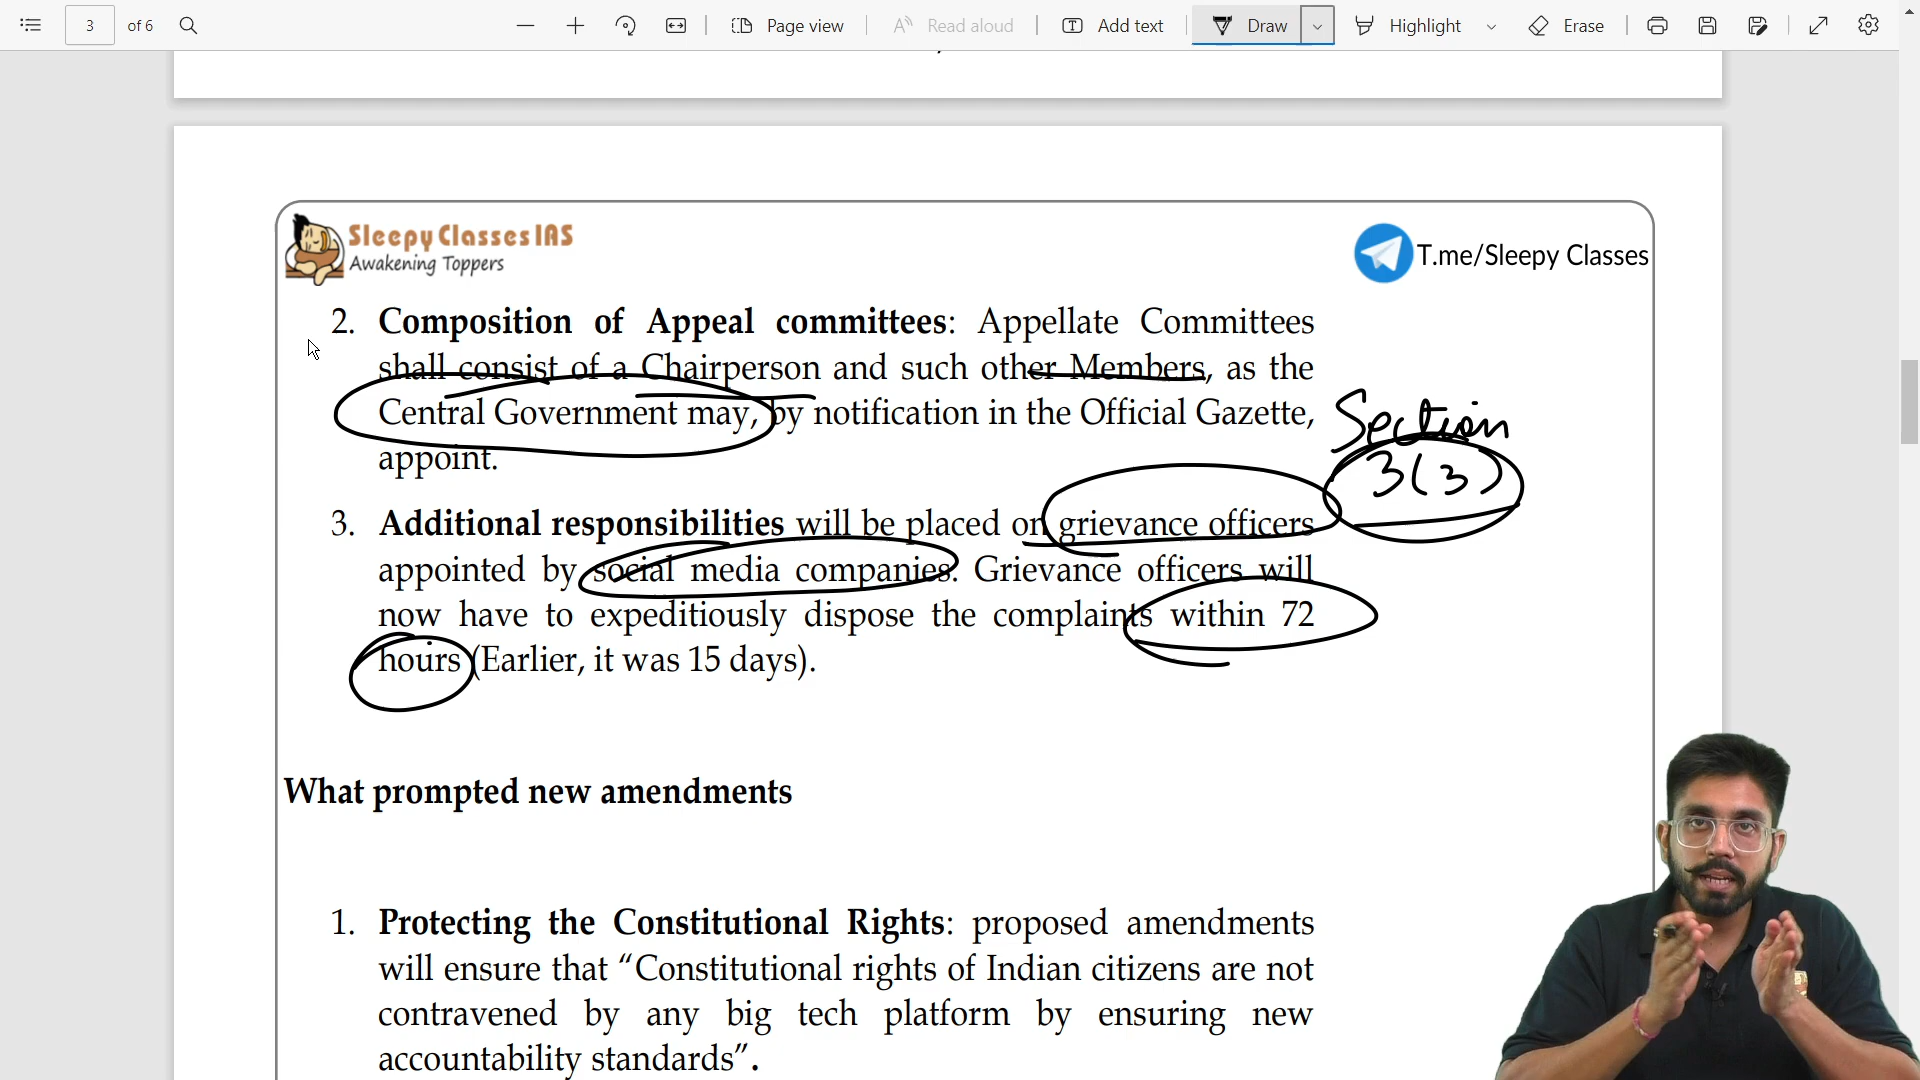 3 of 6 Page view Read aloud Add text Draw Highlight Erase
Sleepy Classes IAS
Awakening Toppers
T.me/Sleepy Classes
2. Composition of Appeal committees: Appellate Committees
shall consist of a Chairperson and such other Members, as the
Central Government may, by notification in the Official Gazette,
appoint.
Section
3(3)
3. Additional responsibilities will be placed on grievance officers
appointed by social media companies. Grievance officers will
now have to expeditiously dispose the complaints within 72
hours (Earlier, it was 15 days).
What prompted new amendments
1. Protecting the Constitutional Rights: proposed amendments
will ensure that “Constitutional rights of Indian citizens are not
contravened by any big tech platform by ensuring new
accountability standards”.